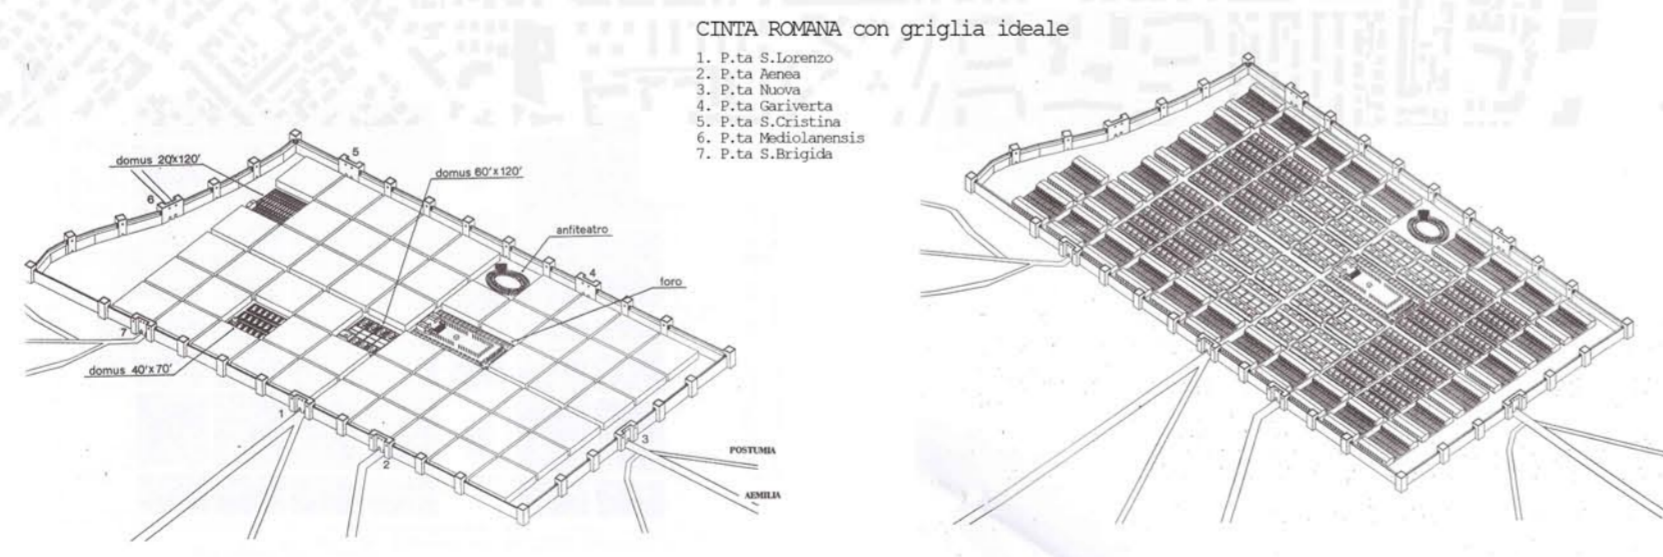 CINTA ROMANA con griglia ideale
1. P.ta S.Lorenzo
2. P.ta Aenea
3. P.ta Nuova
4. P.ta Gariverta
5. P.ta S.Cristina
6. P.ta Mediolanensis
7. P.ta S.Brigida
domus 20'x120'
5
domus 60'x120'
6
anfiteatro
4
foro
7
domus 40'x70'
1
2
3
POSTUMIA
AEMILIA